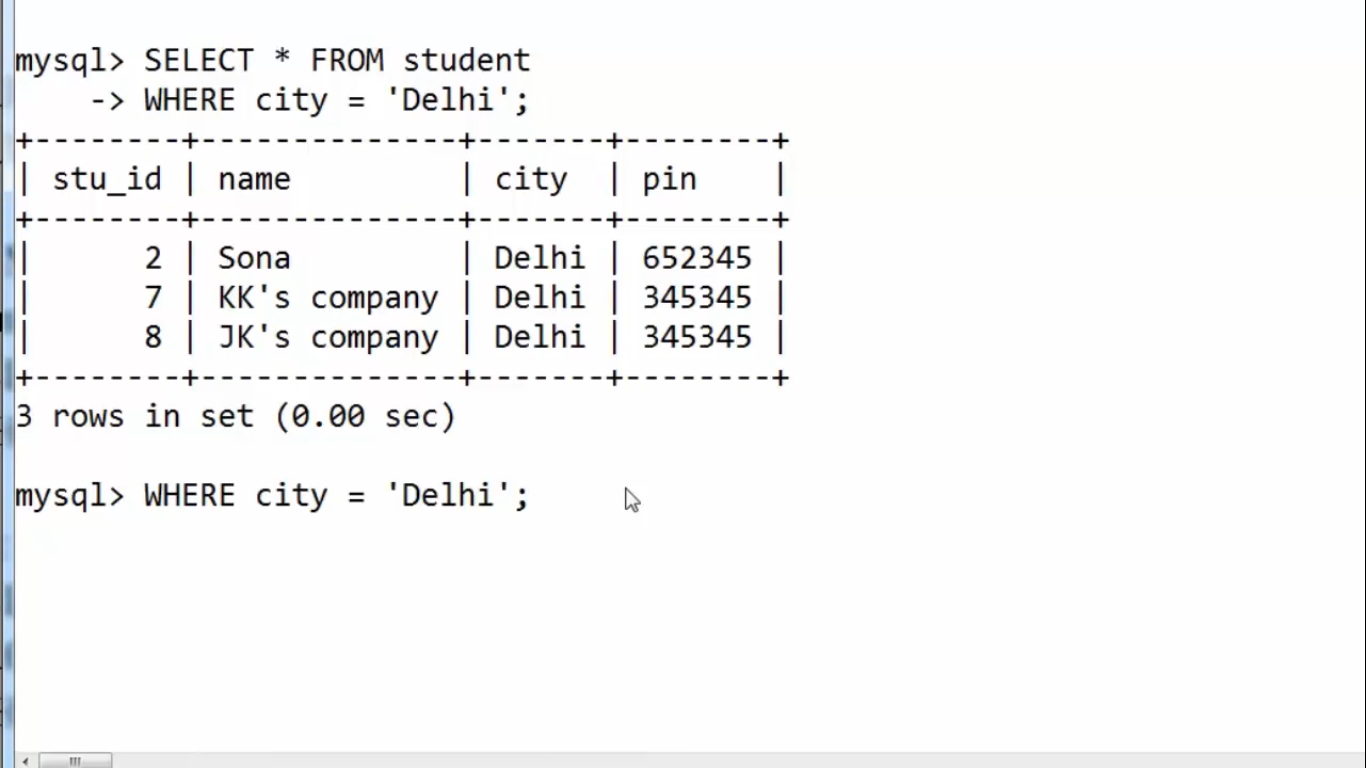 mysql> SELECT * FROM student
    -> WHERE city = 'Delhi';
+--------+--------------+-------+--------+
| stu_id | name         | city  | pin    |
+--------+--------------+-------+--------+
|      2 | Sona         | Delhi | 652345 |
|      7 | KK's company | Delhi | 345345 |
|      8 | JK's company | Delhi | 345345 |
+--------+--------------+-------+--------+
3 rows in set (0.00 sec)
mysql> WHERE city = 'Delhi';